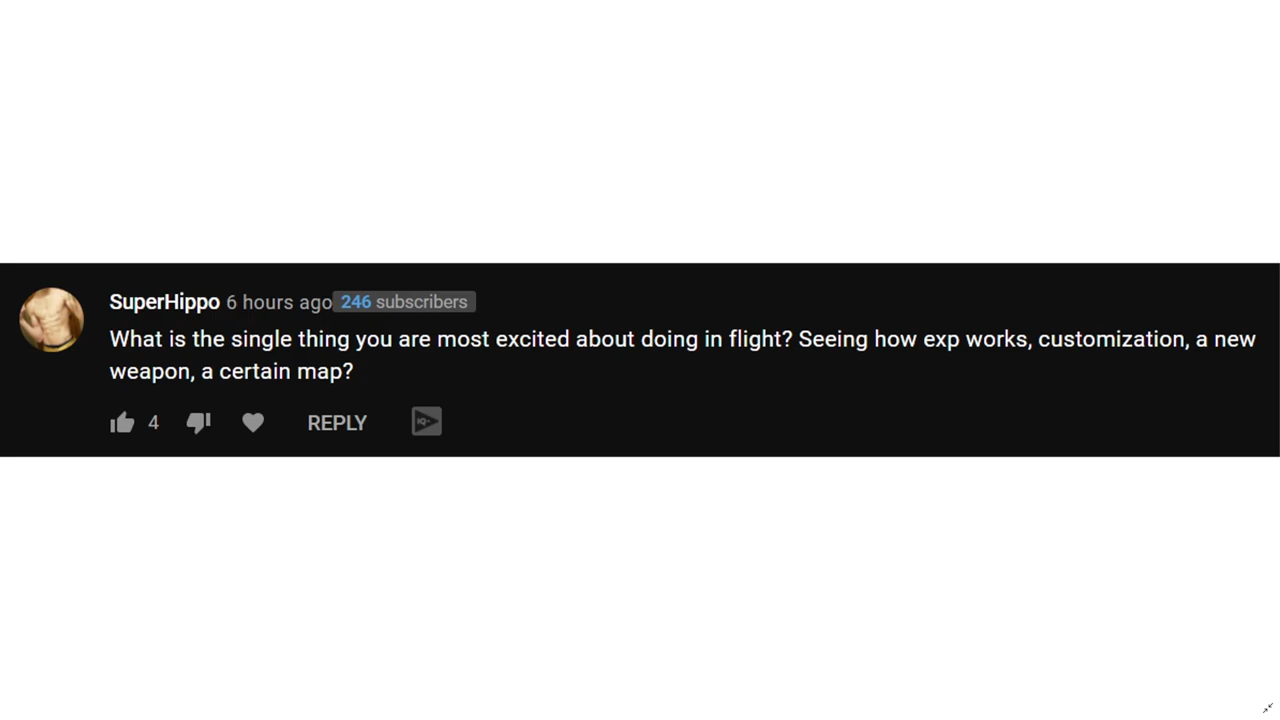 SuperHippo 6 hours ago 246 subscribers
What is the single thing you are most excited about doing in flight? Seeing how exp works, customization, a new
weapon, a certain map?
4 REPLY